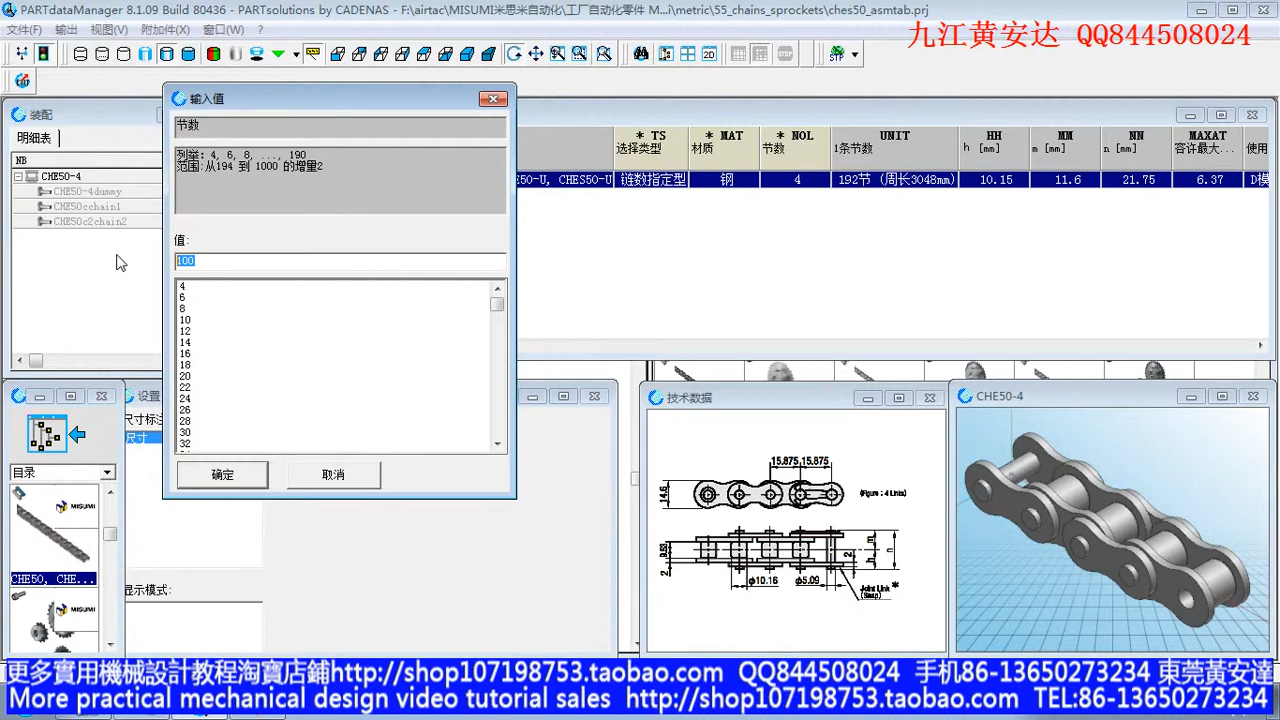 PARTdataManager 8.1.09 Build 80436 - PARTsolutions by CADENAS - F:\airtac\MISUMI米思米自动化\工厂自动化零件 M...i\metric\55_chains_sprockets\ches50_asmtab.prj
文件(F) 输出 视图(V) 附加件(X) 窗口(W) ?
九江黄安达 QQ844508024
2D
STP
装配
明细表
NB
CHE50-4
CHE50-4dummy
CHE50cchain1
CHE50c2chain2
输入值
节数
列举: 4, 6, 8, ..., 190
范围:从194 到 1000 的增量2
值:
100
4
6
8
10
12
14
16
18
20
22
24
26
28
30
32
确定
取消
* TS * MAT * NOL UNIT HH MM NN MAXAT
选择类型 材质 节数 1条节数 h [mm] m [mm] n [mm] 容许最大... 使用
E50-U, CHES50-U 链数指定型 钢 4 192节 (周长3048mm) 10.15 11.6 21.75 6.37 D模
设置
尺寸标注
尺寸
目录
MISUMI
CHE50, CHE...
MISUMI
显示模式:
技术数据
15.875 15.875
14.6
(Figure : 4 Links)
9.53
2
2
h
m
n
φ10.16
φ5.09
Joint Link *
(Snap)
CHE50-4
更多實用機械設計教程淘寶店鋪http://shop107198753.taobao.com QQ844508024 手机86-13650273234 東莞黃安達
More practical mechanical design video tutorial sales http://shop107198753.taobao.com TEL:86-13650273234